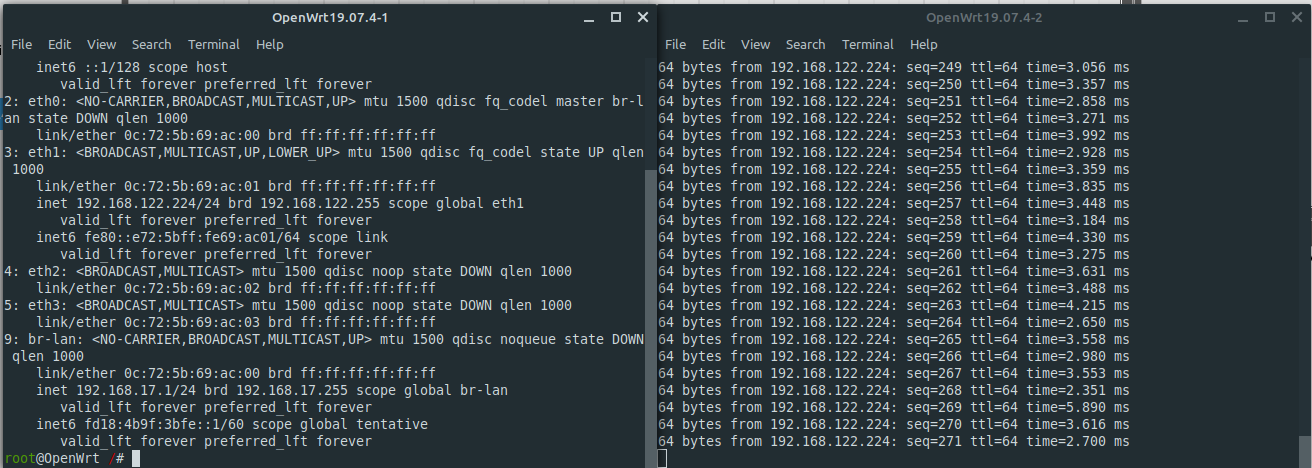 OpenWrt19.07.4-1
File Edit View Search Terminal Help
inet6 ::1/128 scope host
valid_lft forever preferred_lft forever
2: eth0: <NO-CARRIER,BROADCAST,MULTICAST,UP> mtu 1500 qdisc fq_codel master br-l
an state DOWN qlen 1000
link/ether 0c:72:5b:69:ac:00 brd ff:ff:ff:ff:ff:ff
3: eth1: <BROADCAST,MULTICAST,UP,LOWER_UP> mtu 1500 qdisc fq_codel state UP qlen
1000
link/ether 0c:72:5b:69:ac:01 brd ff:ff:ff:ff:ff:ff
inet 192.168.122.224/24 brd 192.168.122.255 scope global eth1
valid_lft forever preferred_lft forever
inet6 fe80::e72:5bff:fe69:ac01/64 scope link
valid_lft forever preferred_lft forever
4: eth2: <BROADCAST,MULTICAST> mtu 1500 qdisc noop state DOWN qlen 1000
link/ether 0c:72:5b:69:ac:02 brd ff:ff:ff:ff:ff:ff
5: eth3: <BROADCAST,MULTICAST> mtu 1500 qdisc noop state DOWN qlen 1000
link/ether 0c:72:5b:69:ac:03 brd ff:ff:ff:ff:ff:ff
9: br-lan: <NO-CARRIER,BROADCAST,MULTICAST,UP> mtu 1500 qdisc noqueue state DOWN
qlen 1000
link/ether 0c:72:5b:69:ac:00 brd ff:ff:ff:ff:ff:ff
inet 192.168.17.1/24 brd 192.168.17.255 scope global br-lan
valid_lft forever preferred_lft forever
inet6 fd18:4b9f:3bfe::1/60 scope global tentative
valid_lft forever preferred_lft forever
root@OpenWrt /#
OpenWrt19.07.4-2
File Edit View Search Terminal Help
64 bytes from 192.168.122.224: seq=249 ttl=64 time=3.056 ms
64 bytes from 192.168.122.224: seq=250 ttl=64 time=3.357 ms
64 bytes from 192.168.122.224: seq=251 ttl=64 time=2.858 ms
64 bytes from 192.168.122.224: seq=252 ttl=64 time=3.271 ms
64 bytes from 192.168.122.224: seq=253 ttl=64 time=3.992 ms
64 bytes from 192.168.122.224: seq=254 ttl=64 time=2.928 ms
64 bytes from 192.168.122.224: seq=255 ttl=64 time=3.359 ms
64 bytes from 192.168.122.224: seq=256 ttl=64 time=3.835 ms
64 bytes from 192.168.122.224: seq=257 ttl=64 time=3.448 ms
64 bytes from 192.168.122.224: seq=258 ttl=64 time=3.184 ms
64 bytes from 192.168.122.224: seq=259 ttl=64 time=4.330 ms
64 bytes from 192.168.122.224: seq=260 ttl=64 time=3.275 ms
64 bytes from 192.168.122.224: seq=261 ttl=64 time=3.631 ms
64 bytes from 192.168.122.224: seq=262 ttl=64 time=3.488 ms
64 bytes from 192.168.122.224: seq=263 ttl=64 time=4.215 ms
64 bytes from 192.168.122.224: seq=264 ttl=64 time=2.650 ms
64 bytes from 192.168.122.224: seq=265 ttl=64 time=3.558 ms
64 bytes from 192.168.122.224: seq=266 ttl=64 time=2.980 ms
64 bytes from 192.168.122.224: seq=267 ttl=64 time=3.553 ms
64 bytes from 192.168.122.224: seq=268 ttl=64 time=2.351 ms
64 bytes from 192.168.122.224: seq=269 ttl=64 time=5.890 ms
64 bytes from 192.168.122.224: seq=270 ttl=64 time=3.616 ms
64 bytes from 192.168.122.224: seq=271 ttl=64 time=2.700 ms